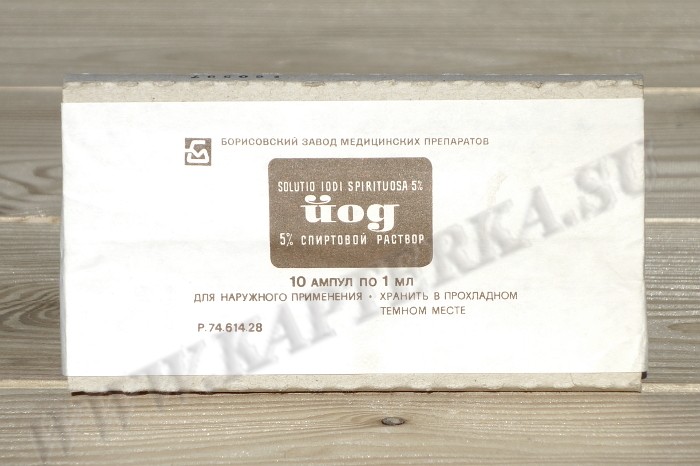 БОРИСОВСКИЙ ЗАВОД МЕДИЦИНСКИХ ПРЕПАРАТОВ
SOLUTIO IODI SPIRITUOSA 5%
йод
5% СПИРТОВОЙ РАСТВОР
10 АМПУЛ ПО 1 МЛ
ДЛЯ НАРУЖНОГО ПРИМЕНЕНИЯ • ХРАНИТЬ В ПРОХЛАДНОМ
ТЕМНОМ МЕСТЕ
Р.74.614.28
WWW.KAPTERKA.SU